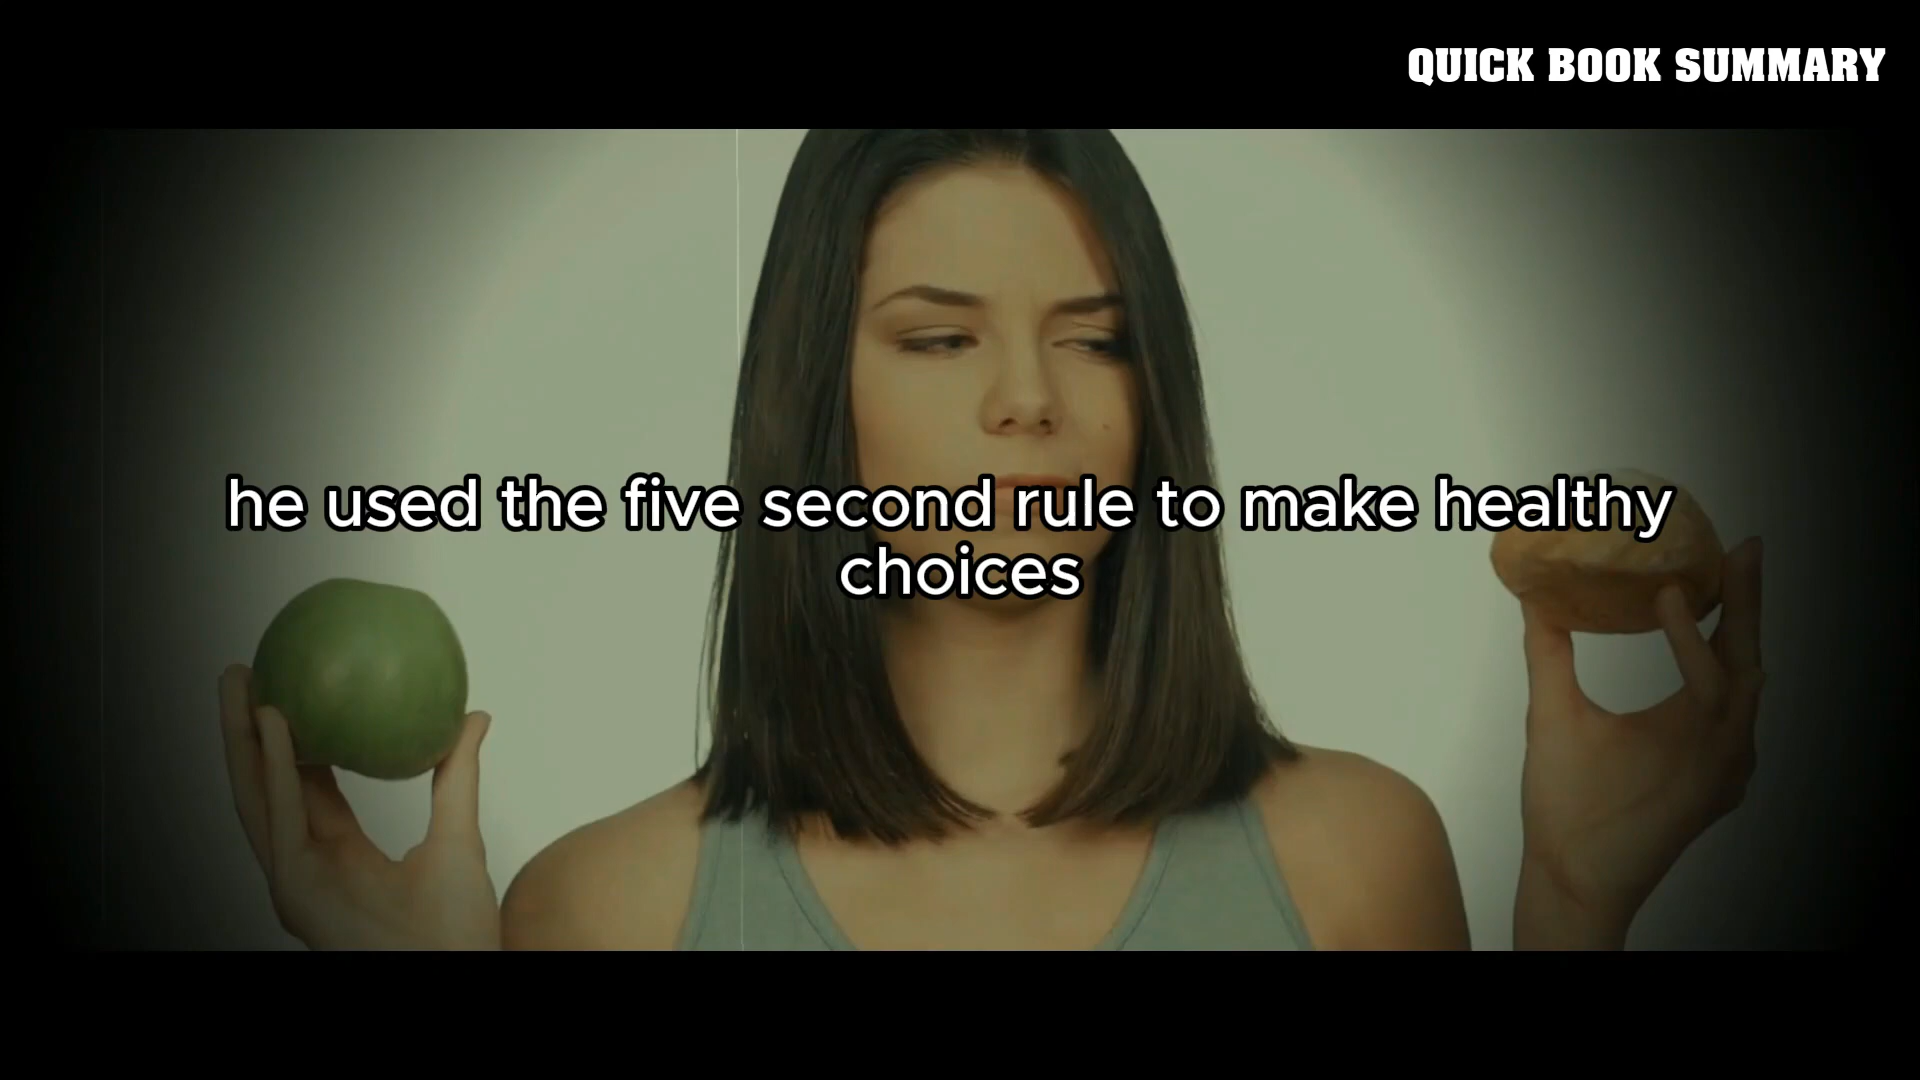 QUICK BOOK SUMMARY
he used the five second rule to make healthy
choices